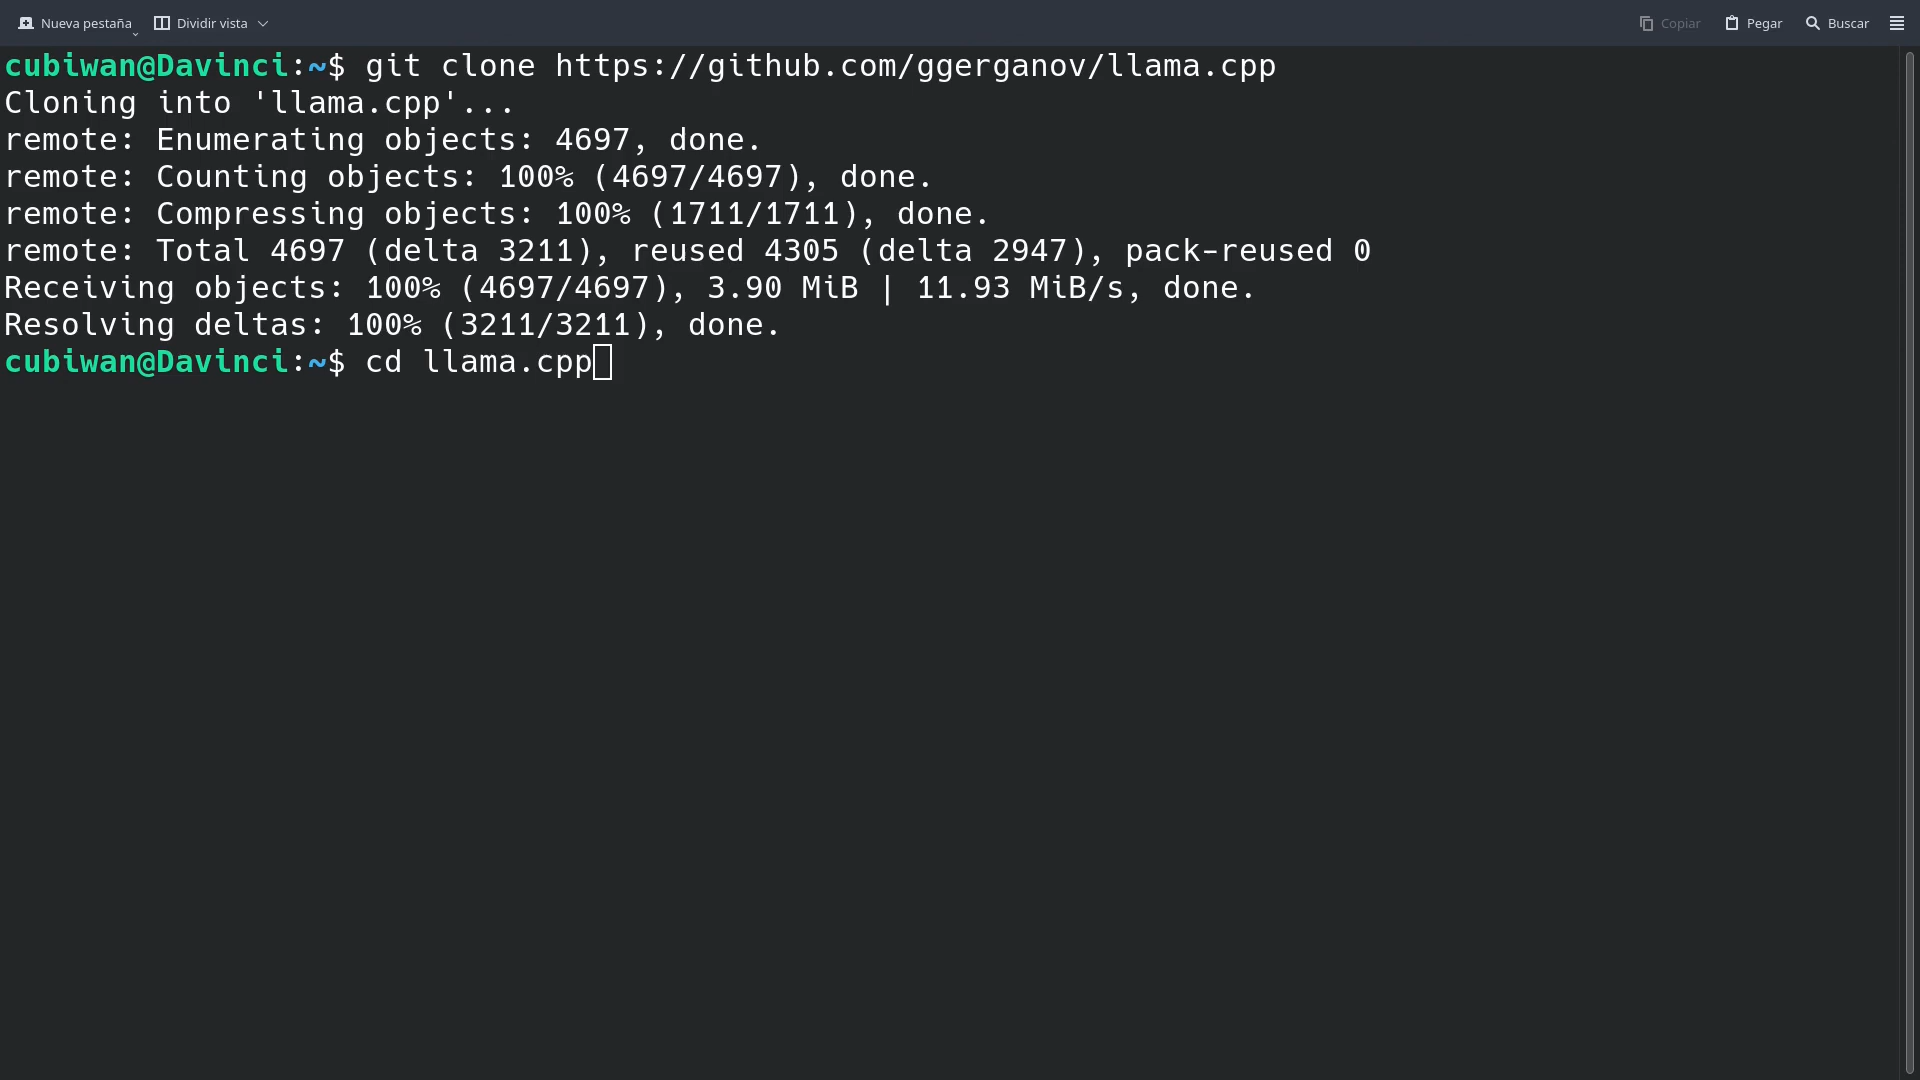 Nueva pestaña Dividir vista Copiar Pegar Buscar
cubiwan@Davinci:~$ git clone https://github.com/ggerganov/llama.cpp
Cloning into 'llama.cpp'...
remote: Enumerating objects: 4697, done.
remote: Counting objects: 100% (4697/4697), done.
remote: Compressing objects: 100% (1711/1711), done.
remote: Total 4697 (delta 3211), reused 4305 (delta 2947), pack-reused 0
Receiving objects: 100% (4697/4697), 3.90 MiB | 11.93 MiB/s, done.
Resolving deltas: 100% (3211/3211), done.
cubiwan@Davinci:~$ cd llama.cpp